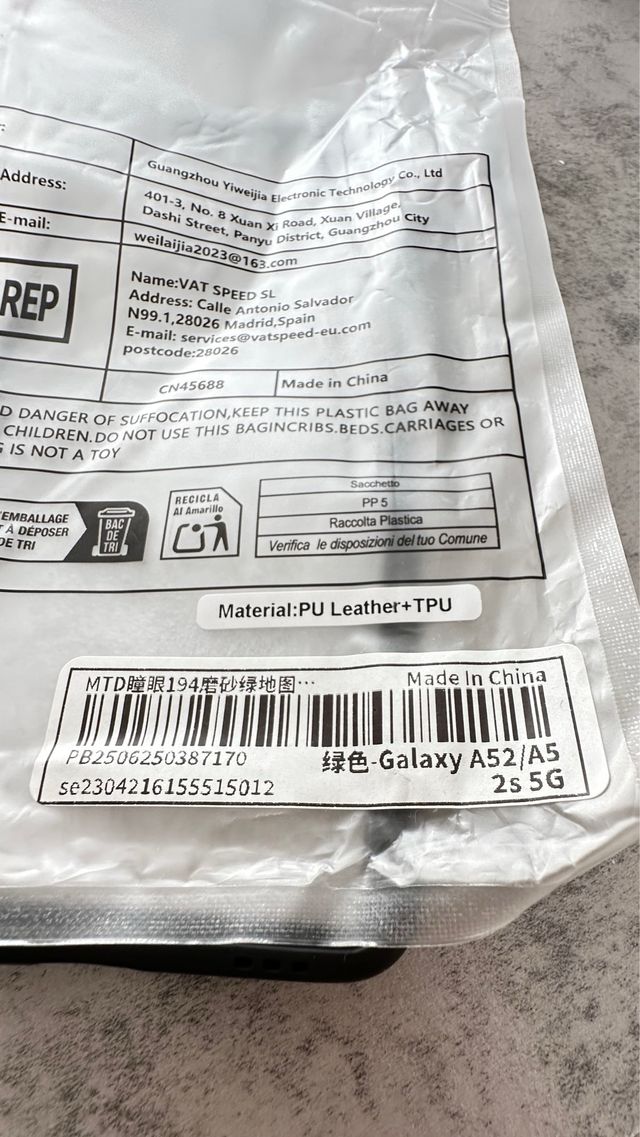 Guangzhou Yiweijia Electronic Technology Co., Ltd
Address:
401-3, No. 8 Xuan Xi Road, Xuan Village,
Dashi Street, Panyu District, Guangzhou City
E-mail:
weilaijia2023@163.com
REP
Name:VAT SPEED SL
Address: Calle Antonio Salvador
N99.1,28026 Madrid,Spain
E-mail: services@vatspeed-eu.com
postcode:28026
CN45688
Made in China
DANGER OF SUFFOCATION,KEEP THIS PLASTIC BAG AWAY
CHILDREN.DO NOT USE THIS BAGINCRIBS.BEDS.CARRIAGES OR
IS NOT A TOY
EMBALLAGE
À DÉPOSER
DE TRI
BAC
DE
TRI
RECICLA
Al Amarillo
Sacchetto
PP 5
Raccolta Plastica
Verifica le disposizioni del tuo Comune
Material:PU Leather+TPU
MTD瞳眼194磨砂绿地图… Made In China
PB2506250387170
绿色-Galaxy A52/A5
2s 5G
se2304216155515012